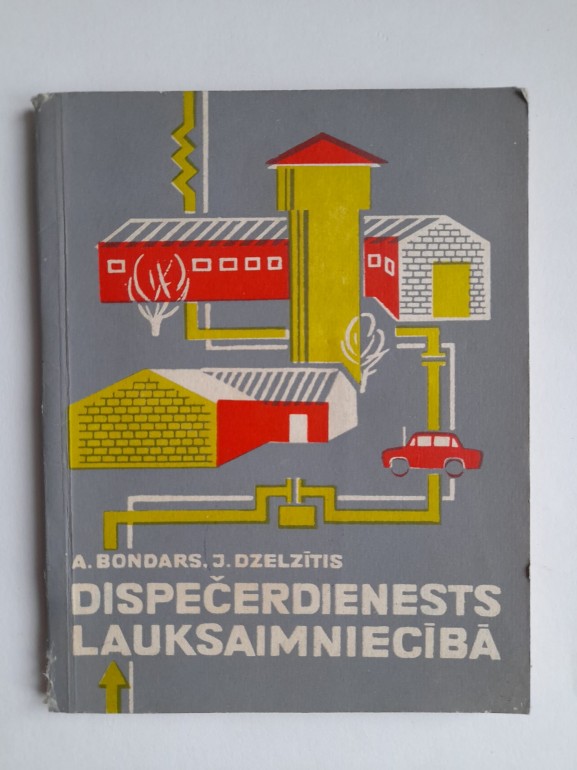 A. BONDARS, J. DZELZĪTIS
DISPEČERDIENESTS
LAUKSAIMNIECĪBĀ